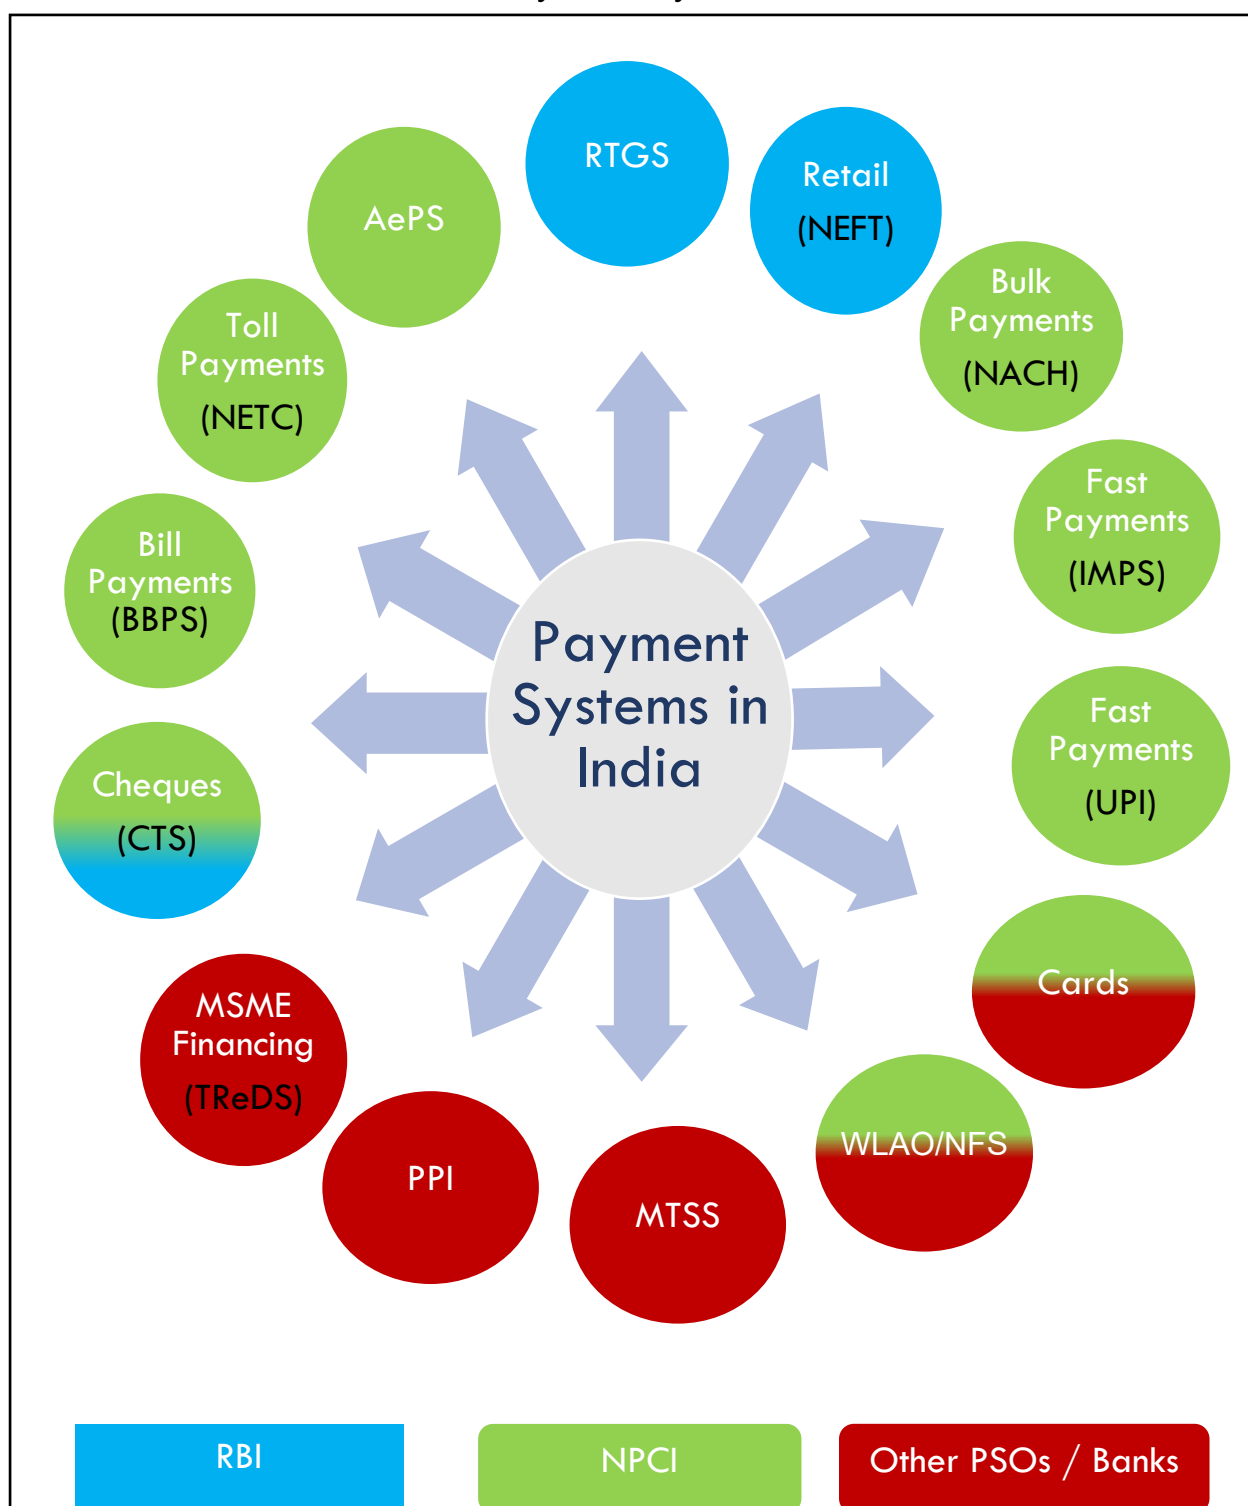 RTGS
Retail
(NEFT)
Bulk
Payments
(NACH)
Fast
Payments
(IMPS)
Fast
Payments
(UPI)
Cards
WLAO/NFS
MTSS
PPI
MSME
Financing
(TReDS)
Cheques
(CTS)
Bill
Payments
(BBPS)
Toll
Payments
(NETC)
AePS
Payment
Systems in
India
RBI
NPCI
Other PSOs / Banks